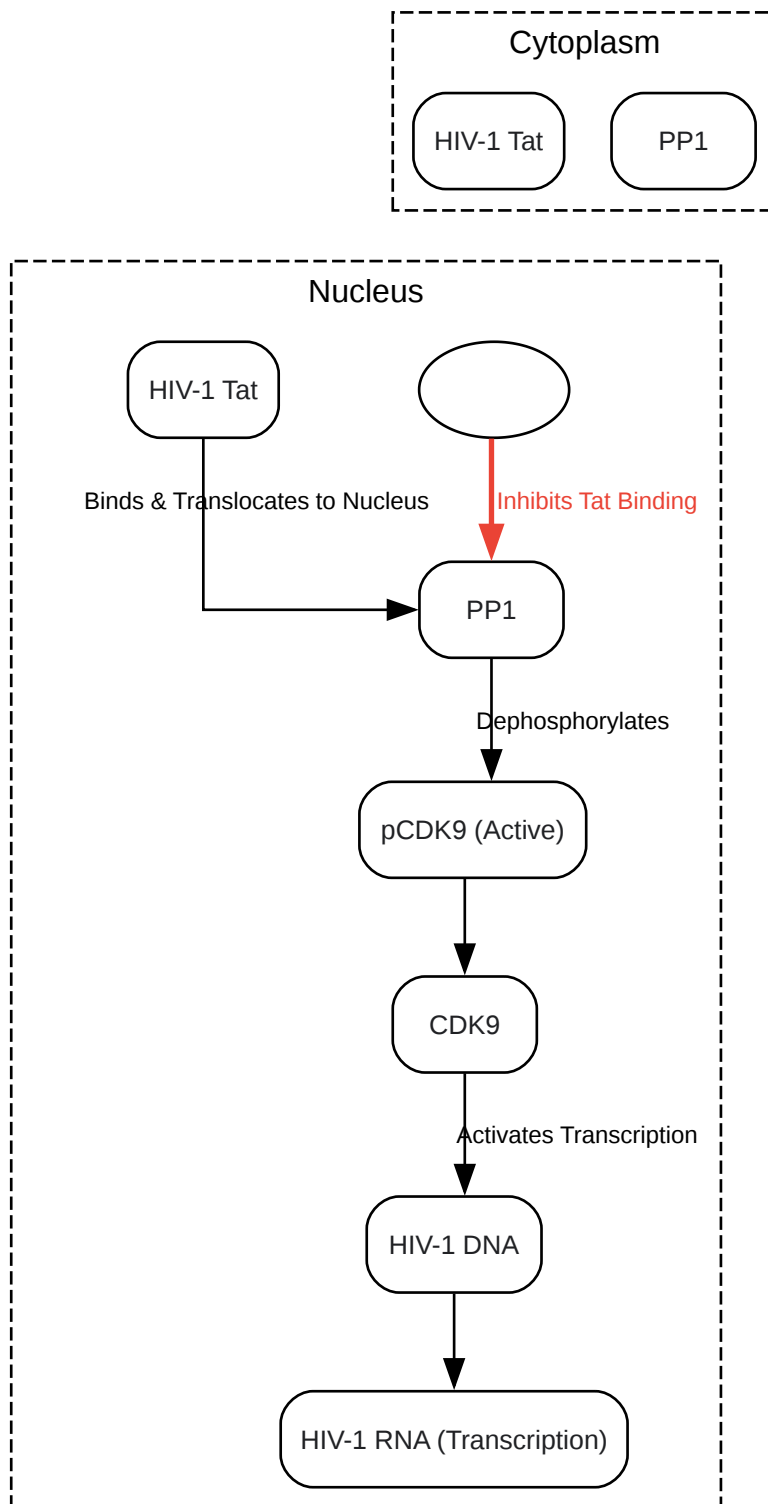 Cytoplasm
HIV-1 Tat
PP1
Nucleus
HIV-1 Tat
Binds & Translocates to Nucleus
Inhibits Tat Binding
PP1
Dephosphorylates
pCDK9 (Active)
CDK9
Activates Transcription
HIV-1 DNA
HIV-1 RNA (Transcription)